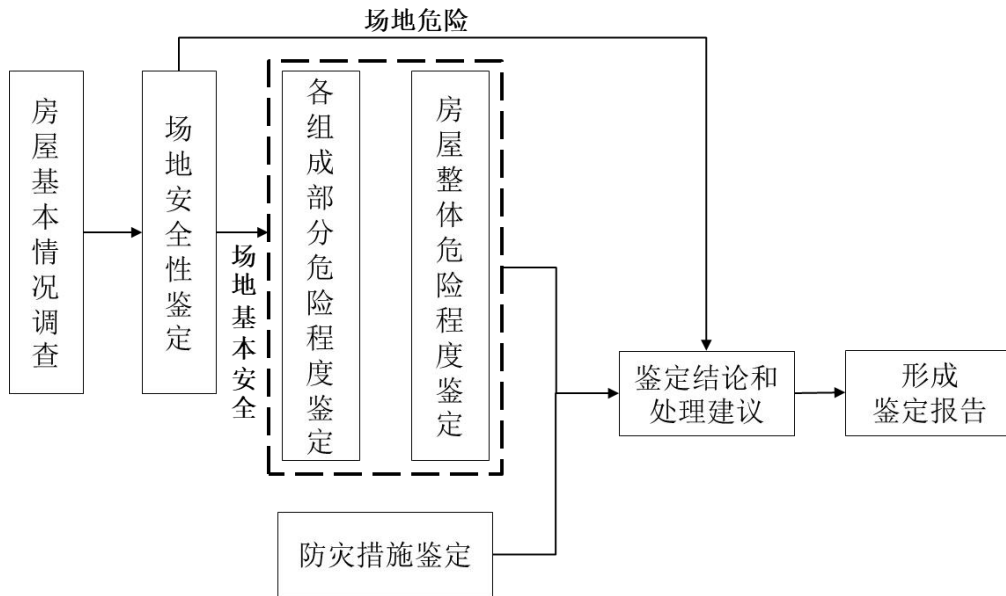 场地危险
房屋基本情况调查
场地安全性鉴定
场地基本安全
各组成部分危险程度鉴定
房屋整体危险程度鉴定
防灾措施鉴定
鉴定结论和
处理建议
形成
鉴定报告